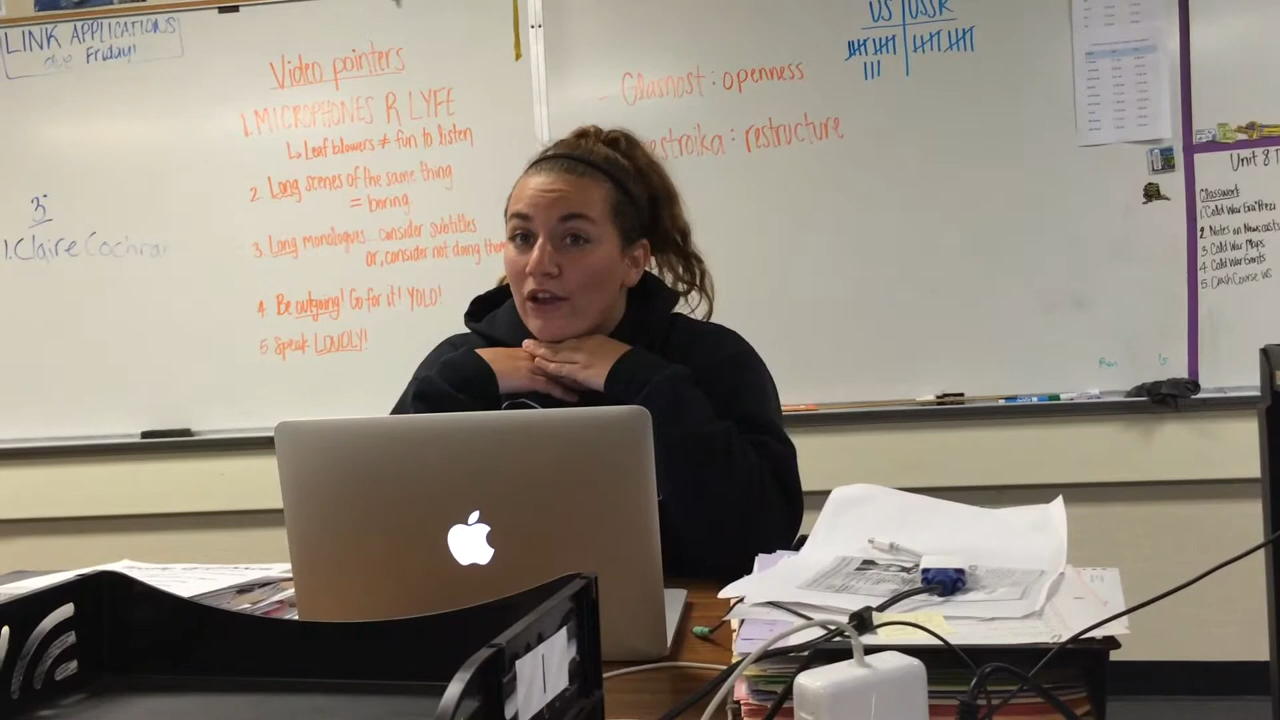 LINK APPLICATIONS
due Friday!
Video pointers
1. MICROPHONES R LYFE
↳ Leaf blowers ≠ fun to listen
2. Long scenes of the same thing
= boring
3. Long monologues... consider subtitles
or, consider not doing them
4. Be outgoing! Go for it! YOLO!
5 Speak LOUDLY!
3°
1. Claire Cochran
- Glasnost: openness
estroika: restructure
US USSR
Unit 8
Classwork
1. Cold War Era Prezi
2 Notes on Newscasts
3 Cold War Maps
4 Cold War
5. Crash Course US